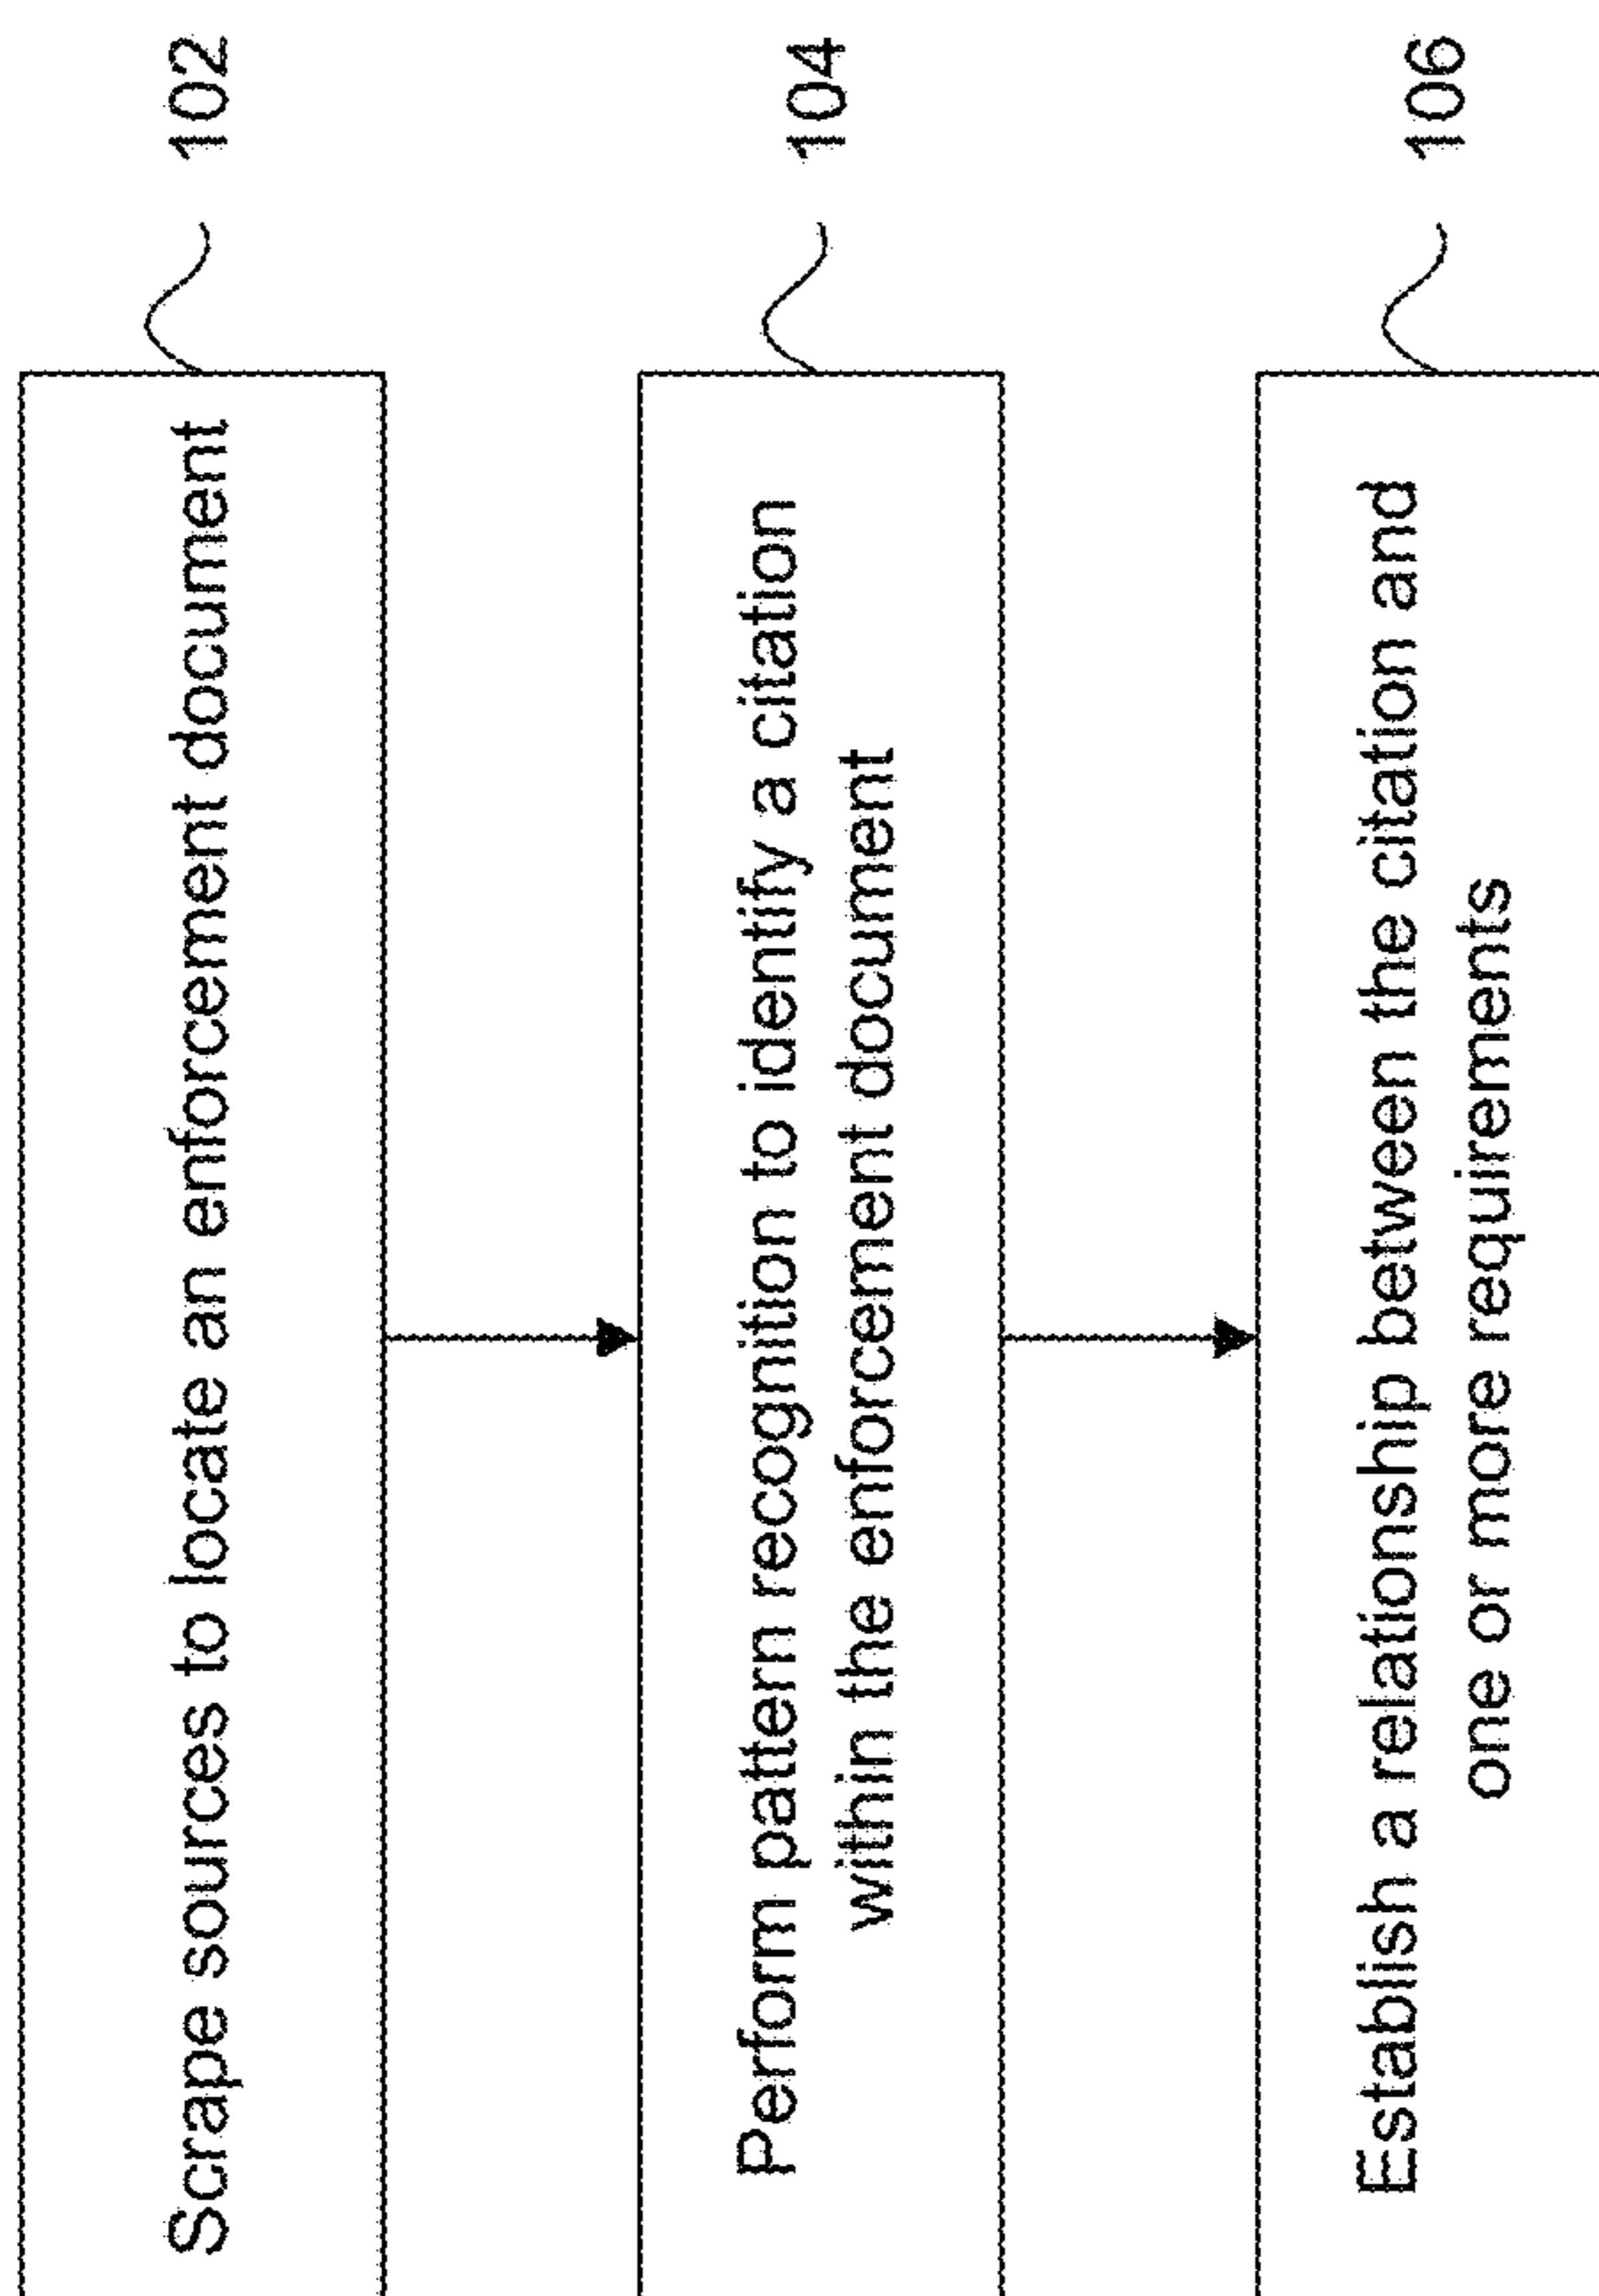 Scrape sources to locate an enforcement document
102
Perform pattern recognition to identify a citation
within the enforcement document
104
Establish a relationship between the citation and
one or more requirements
106